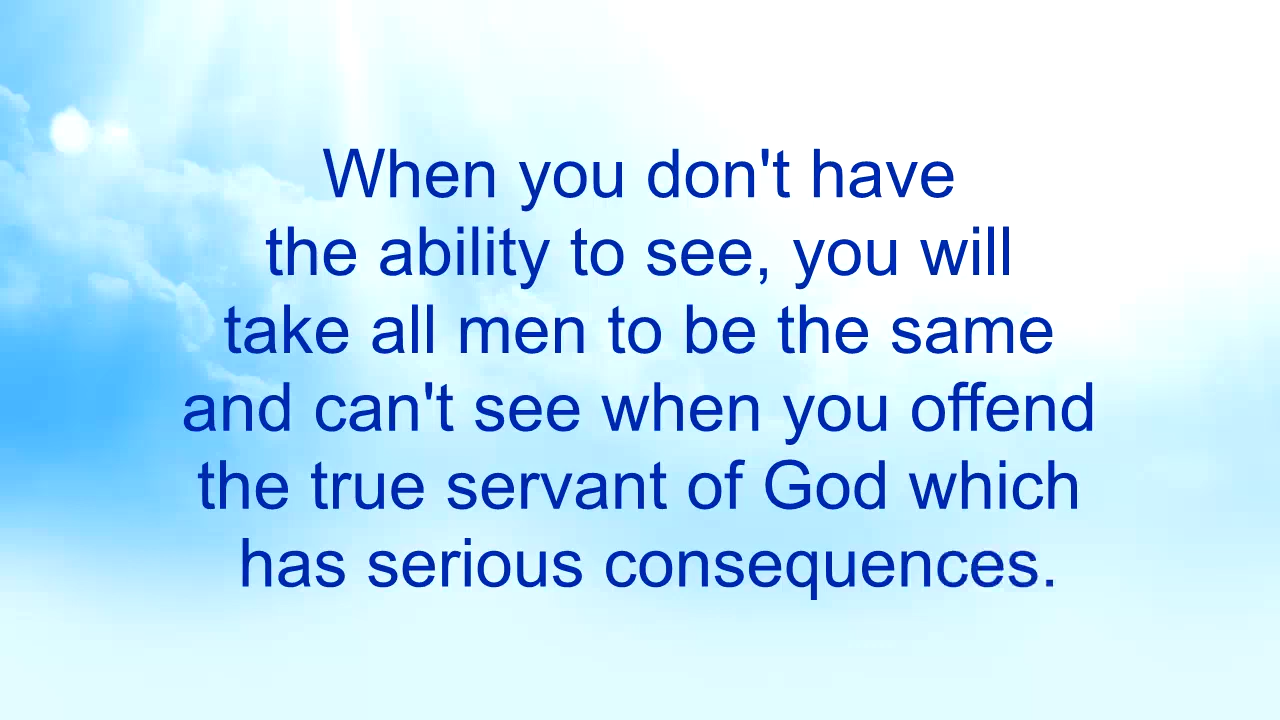 When you don't have
the ability to see, you will
take all men to be the same
and can't see when you offend
the true servant of God which
has serious consequences.